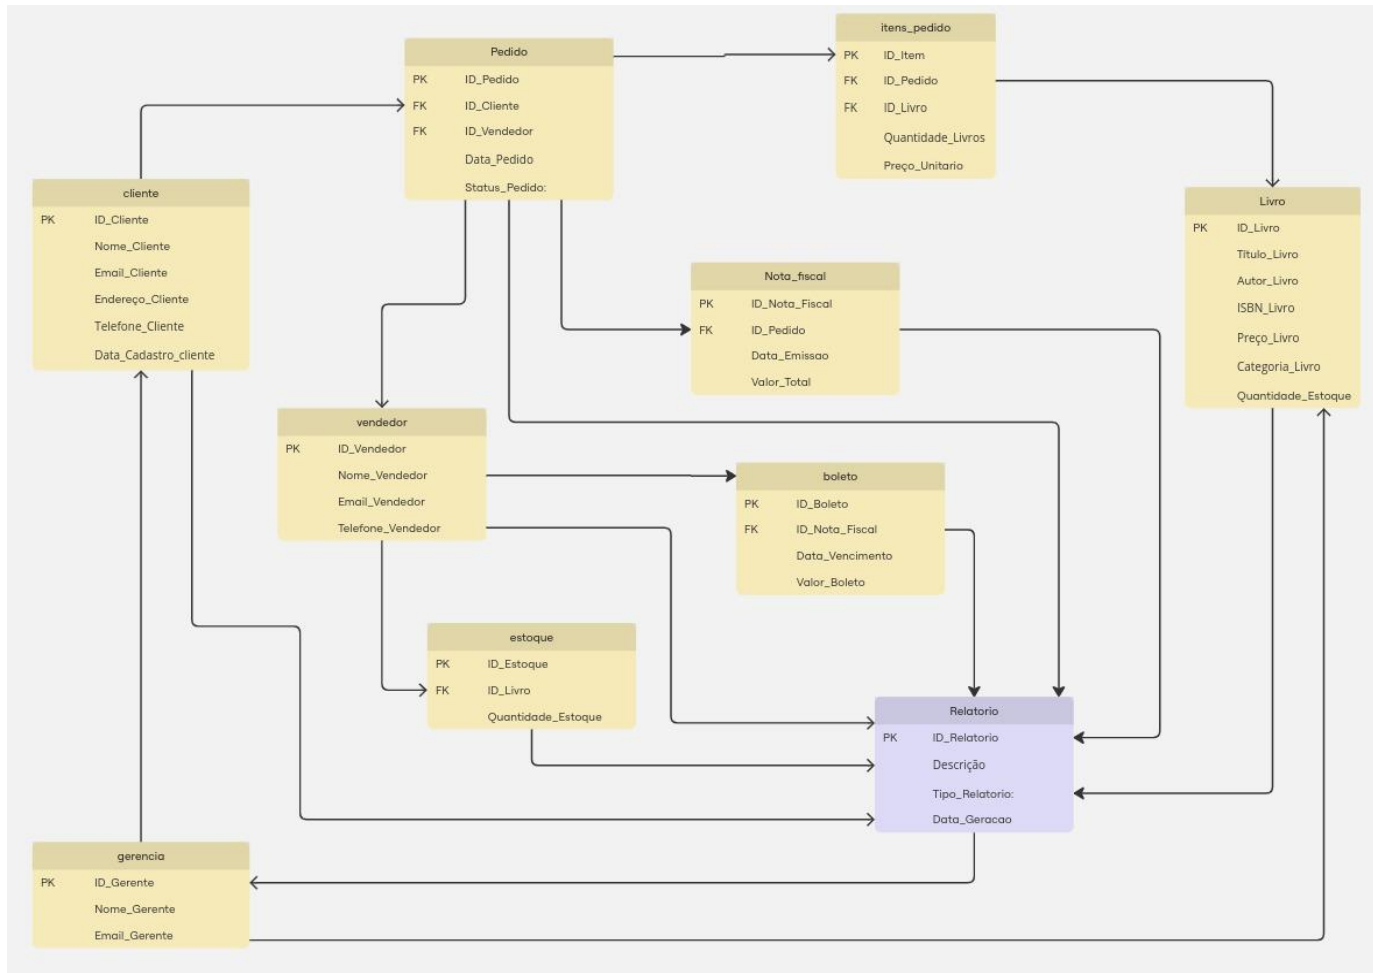 Pedido
PK ID_Pedido
FK ID_Cliente
FK ID_Vendedor
Data_Pedido
Status_Pedido:
itens_pedido
PK ID_Item
FK ID_Pedido
FK ID_Livro
Quantidade_Livros
Preço_Unitario
cliente
PK ID_Cliente
Nome_Cliente
Email_Cliente
Endereço_Cliente
Telefone_Cliente
Data_Cadastro_cliente
Livro
PK ID_Livro
Título_Livro
Autor_Livro
ISBN_Livro
Preço_Livro
Categoria_Livro
Quantidade_Estoque
Nota_fiscal
PK ID_Nota_Fiscal
FK ID_Pedido
Data_Emissao
Valor_Total
vendedor
PK ID_Vendedor
Nome_Vendedor
Email_Vendedor
Telefone_Vendedor
boleto
PK ID_Boleto
FK ID_Nota_Fiscal
Data_Vencimento
Valor_Boleto
estoque
PK ID_Estoque
FK ID_Livro
Quantidade_Estoque
Relatorio
PK ID_Relatorio
Descrição
Tipo_Relatorio:
Data_Geracao
gerencia
PK ID_Gerente
Nome_Gerente
Email_Gerente